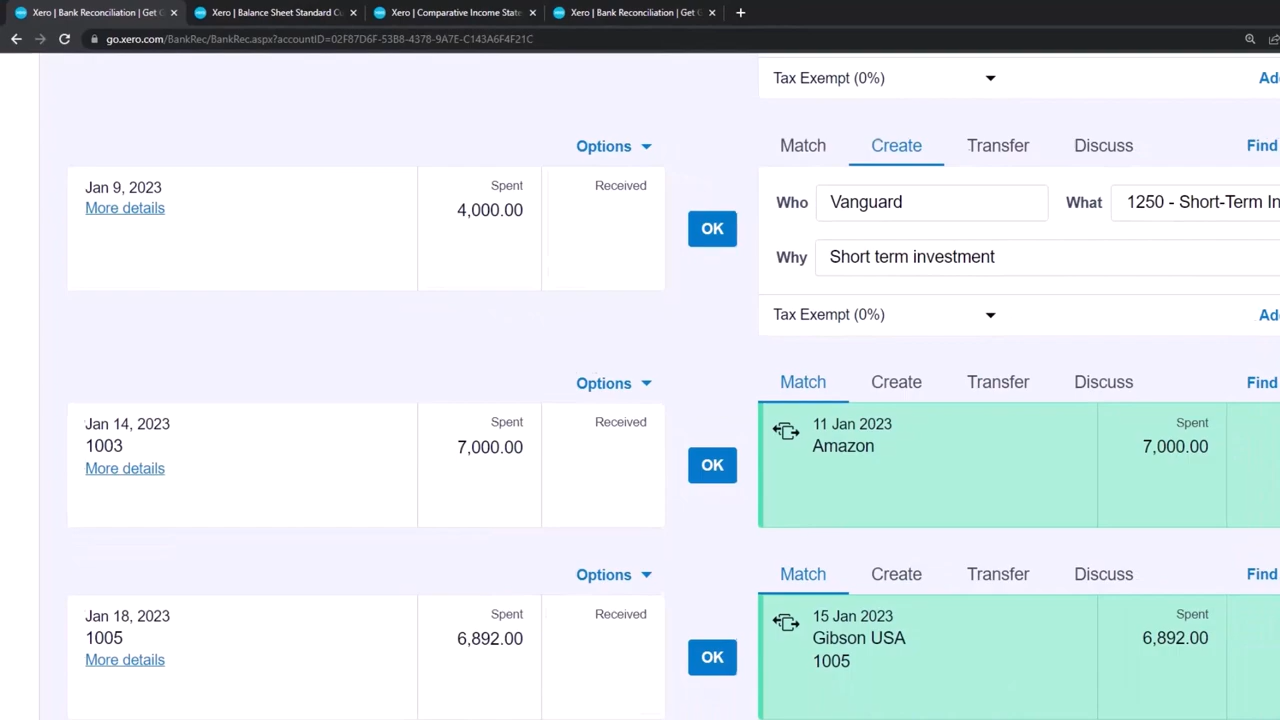 Xero | Bank Reconciliation | Get G
Xero | Balance Sheet Standard Cu
Xero | Comparative Income State
Xero | Bank Reconciliation | Get G
go.xero.com/BankRec/BankRec.aspx?accountID=02F87D6F-53B8-4378-9A7E-C143A6F4F21C
Tax Exempt (0%) Ad
Options Match Create Transfer Discuss Find
Jan 9, 2023 Spent Received
More details 4,000.00
OK
Who Vanguard What 1250 - Short-Term In
Why Short term investment
Tax Exempt (0%) Ad
Options Match Create Transfer Discuss Find
Jan 14, 2023 Spent Received
1003 7,000.00
More details
OK
11 Jan 2023 Spent
Amazon 7,000.00
Options Match Create Transfer Discuss Find
Jan 18, 2023 Spent Received
1005 6,892.00
More details
OK
15 Jan 2023 Spent
Gibson USA 6,892.00
1005